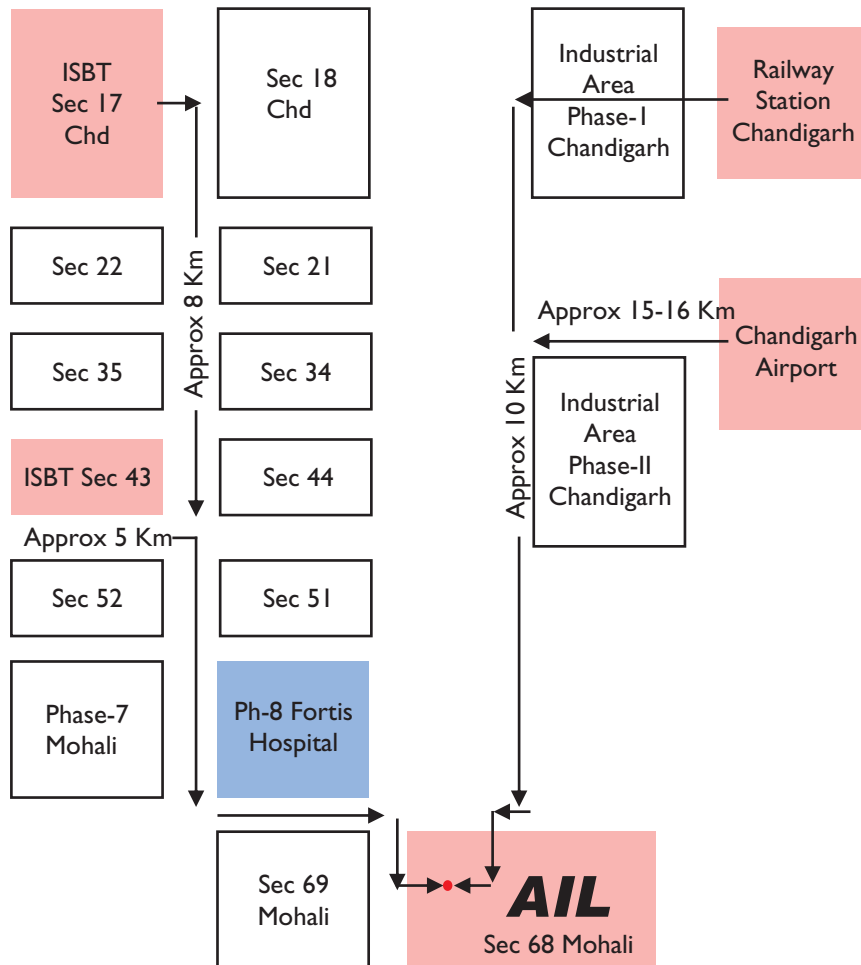 ISBT
Sec 17
Chd
Sec 18
Chd
Industrial
Area
Phase-I
Chandigarh
Railway
Station
Chandigarh
Sec 22
Approx 8 Km
Sec 21
Approx 15-16 Km
Chandigarh
Airport
Sec 35
Sec 34
Approx 10 Km
Industrial
Area
Phase-II
Chandigarh
ISBT Sec 43
Sec 44
Approx 5 Km
Sec 52
Sec 51
Phase-7
Mohali
Ph-8 Fortis
Hospital
Sec 69
Mohali
AIL
Sec 68 Mohali